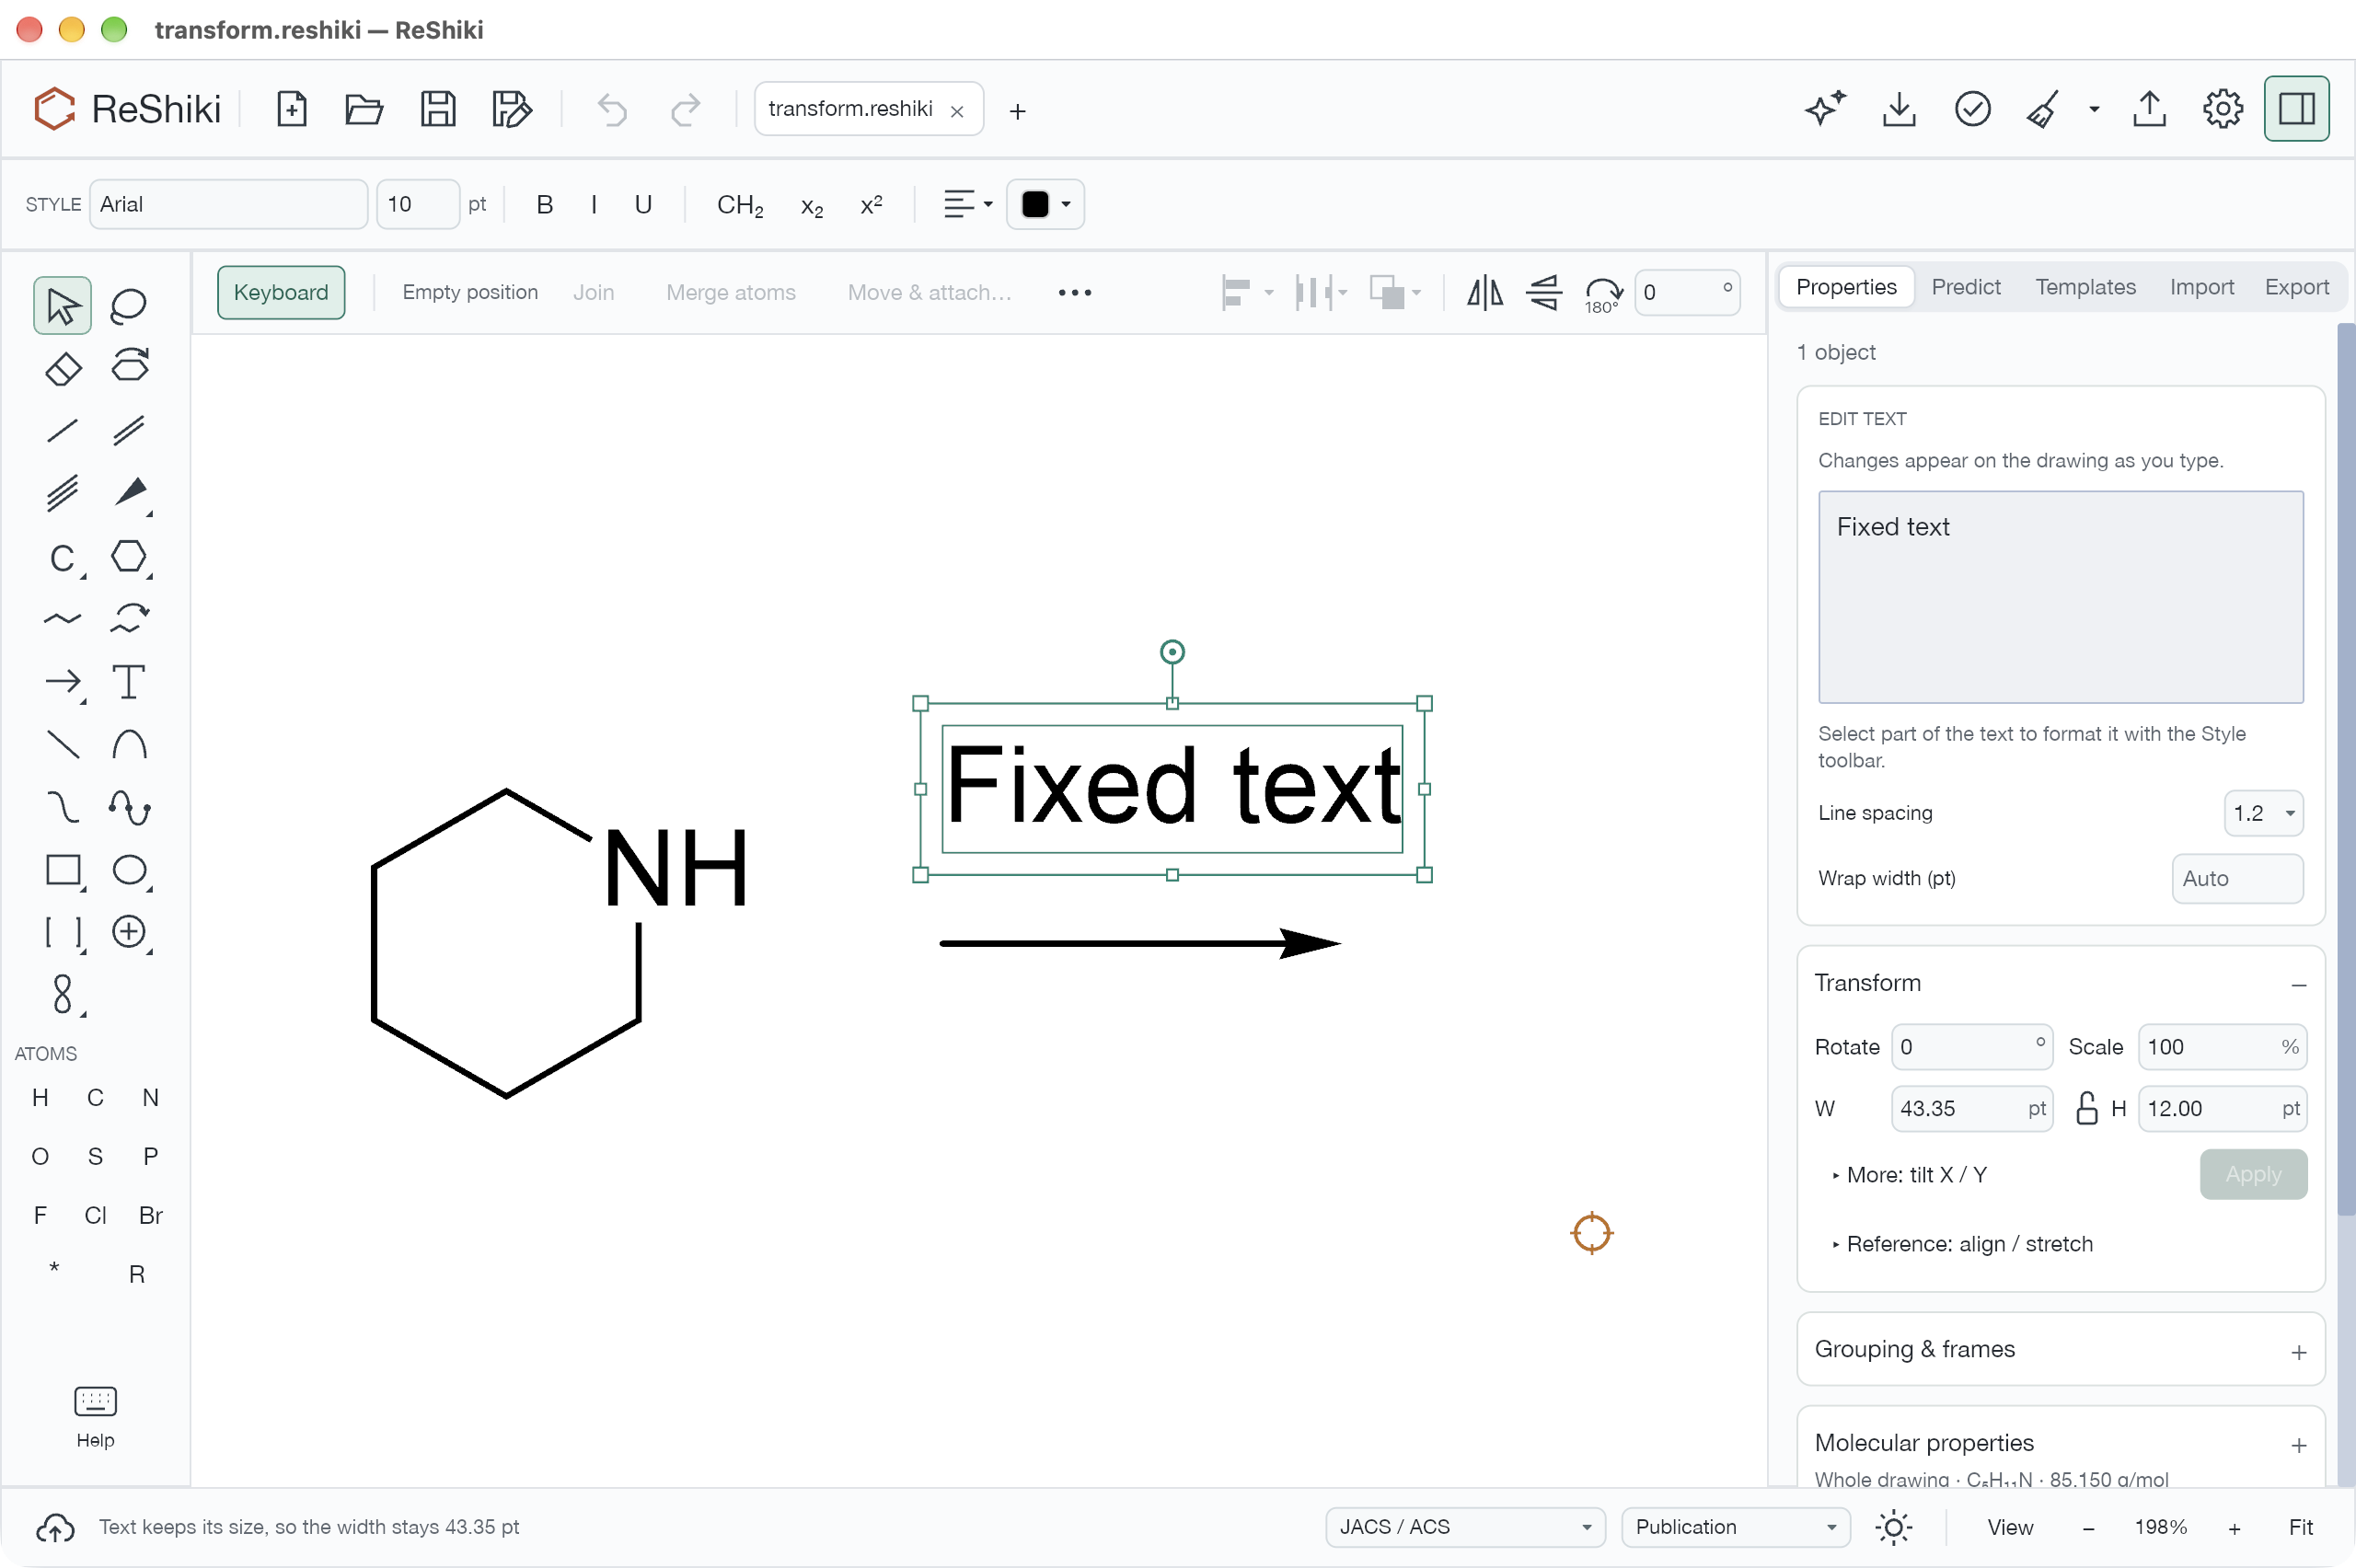 transform.reshiki — ReShiki
ReShiki
transform.reshiki ×
STYLE Arial 10 pt B I U CH₂ x₂ x²
Keyboard Empty position Join Merge atoms Move & attach… 180° 0 °
Properties Predict Templates Import Export
1 object
EDIT TEXT
Changes appear on the drawing as you type.
Fixed text
Select part of the text to format it with the Style
toolbar.
Line spacing 1.2
Wrap width (pt) Auto
Transform
Rotate 0 ° Scale 100 %
W 43.35 pt H 12.00 pt
More: tilt X / Y Apply
Reference: align / stretch
Grouping & frames
Molecular properties
Whole drawing · C₅H₁₁N · 85.150 g/mol
Fixed text
NH
C
T
[ ]
ATOMS
H C N
O S P
F Cl Br
* R
Help
Text keeps its size, so the width stays 43.35 pt
JACS / ACS Publication View – 198% + Fit